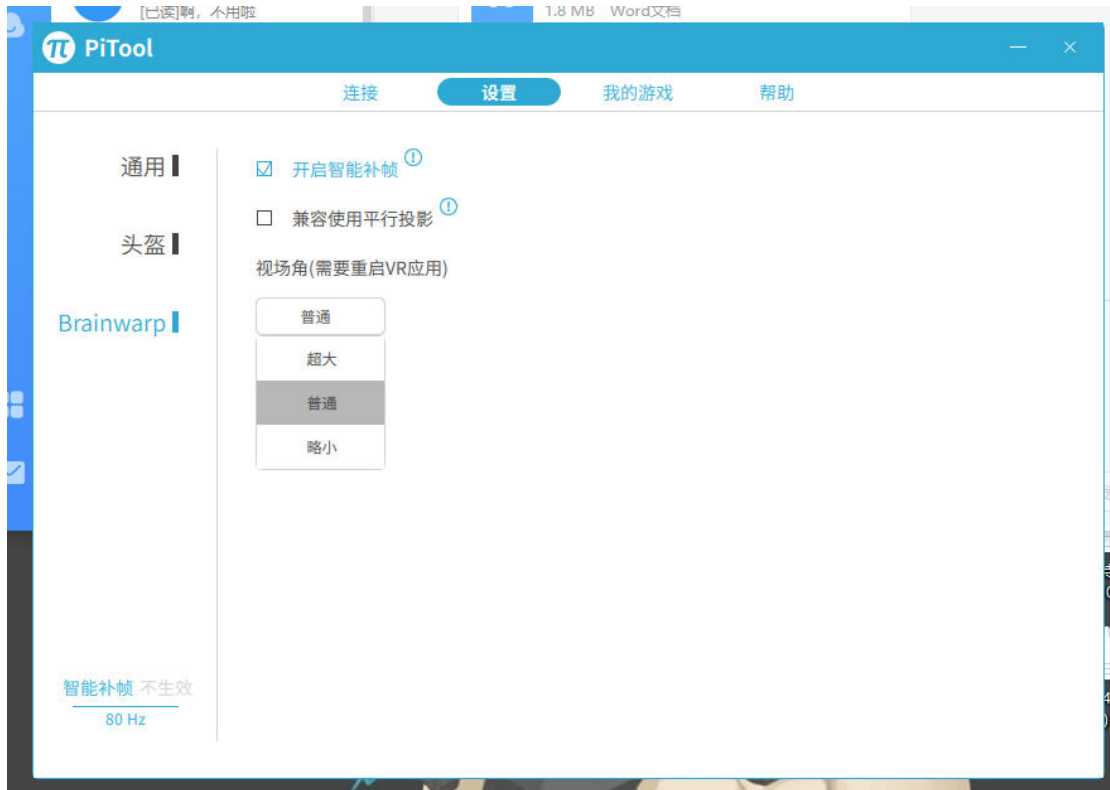 [已读]啊，不用啦
1.8 MB Word文档
PiTool
连接 设置 我的游戏 帮助
通用
头盔
Brainwarp
开启智能补帧
兼容使用平行投影
视场角(需要重启VR应用)
普通
超大
普通
略小
智能补帧 不生效
80 Hz